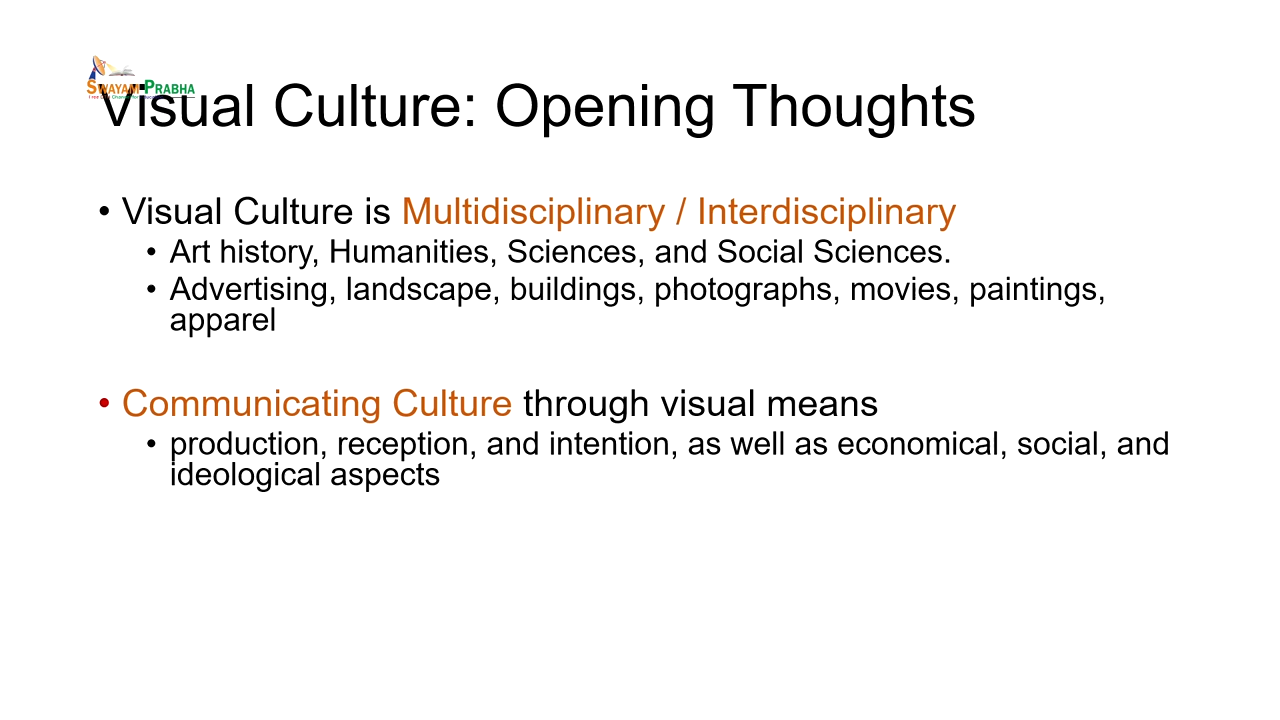 SWAYAM PRABHA
Visual Culture: Opening Thoughts
• Visual Culture is Multidisciplinary / Interdisciplinary
• Art history, Humanities, Sciences, and Social Sciences.
• Advertising, landscape, buildings, photographs, movies, paintings,
apparel
• Communicating Culture through visual means
• production, reception, and intention, as well as economical, social, and
ideological aspects